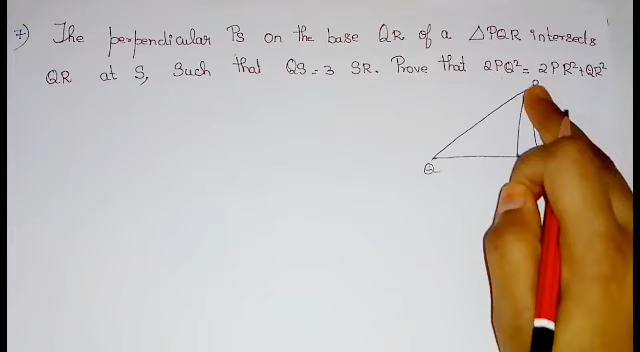 7) The perpendicular Ps on the base QR of a △PQR intersects
QR at S, Such that QS = 3 SR. Prove that 2PQ² = 2PR² + QR²
P
Q